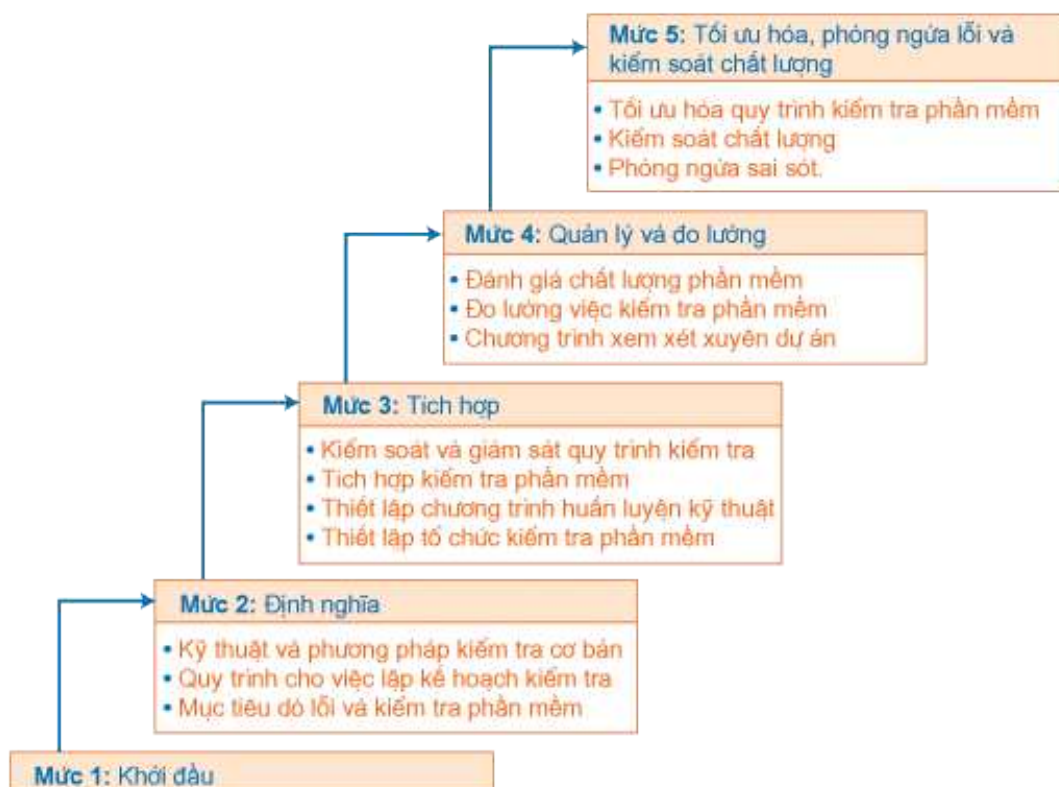 Mức 5: Tối ưu hóa, phòng ngừa lỗi và
kiểm soát chất lượng
• Tối ưu hóa quy trình kiểm tra phần mềm
• Kiểm soát chất lượng
• Phòng ngừa sai sót.
Mức 4: Quản lý và đo lường
• Đánh giá chất lượng phần mềm
• Đo lường việc kiểm tra phần mềm
• Chương trình xem xét xuyên dự án
Mức 3: Tích hợp
• Kiểm soát và giám sát quy trình kiểm tra
• Tích hợp kiểm tra phần mềm
• Thiết lập chương trình huấn luyện kỹ thuật
• Thiết lập tổ chức kiểm tra phần mềm
Mức 2: Định nghĩa
• Kỹ thuật và phương pháp kiểm tra cơ bản
• Quy trình cho việc lập kế hoạch kiểm tra
• Mục tiêu dò lỗi và kiểm tra phần mềm
Mức 1: Khởi đầu